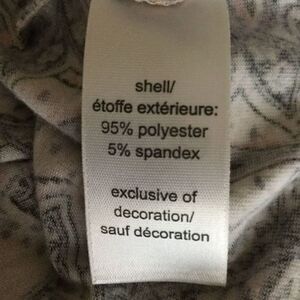 shell/
étoffe extérieure:
95% polyester
5% spandex
exclusive of
decoration/
sauf décoration